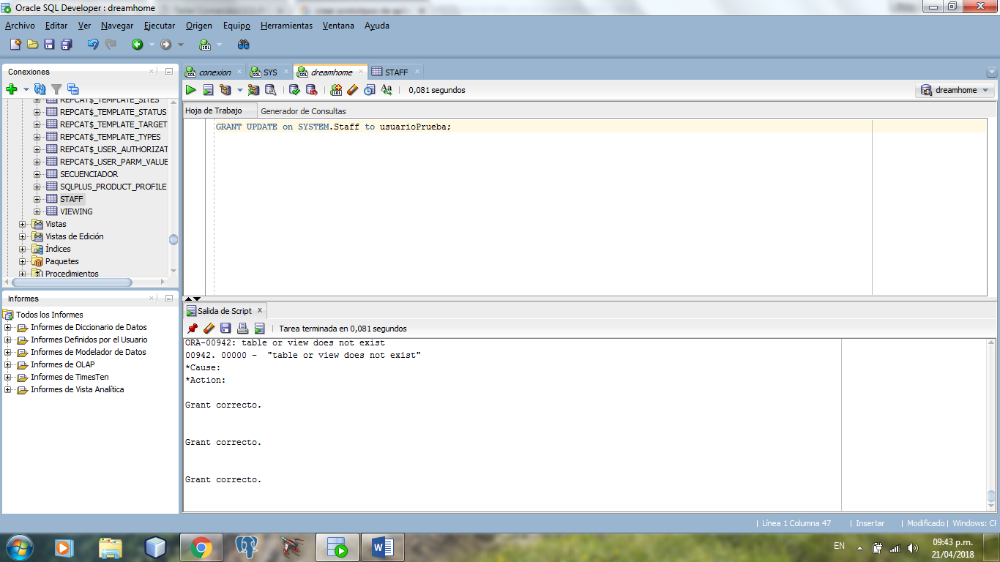 Oracle SQL Developer : dreamhome
Archivo Editar Ver Navegar Ejecutar Origen Equipo Herramientas Ventana Ayuda
Conexiones
conexion SYS dreamhome STAFF
0,081 segundos
dreamhome
Hoja de Trabajo Generador de Consultas
GRANT UPDATE on SYSTEM.Staff to usuarioPrueba;
REPCAT$_TEMPLATE_SITES
REPCAT$_TEMPLATE_STATUS
REPCAT$_TEMPLATE_TARGET
REPCAT$_TEMPLATE_TYPES
REPCAT$_USER_AUTHORIZAT
REPCAT$_USER_PARM_VALUE
SECUENCIADOR
SQLPLUS_PRODUCT_PROFILE
STAFF
VIEWING
Vistas
Vistas de Edición
Índices
Paquetes
Procedimientos
Informes
Todos los Informes
Informes de Diccionario de Datos
Informes Definidos por el Usuario
Informes de Modelador de Datos
Informes de OLAP
Informes de TimesTen
Informes de Vista Analítica
Salida de Script
Tarea terminada en 0,081 segundos
ORA-00942: table or view does not exist
00942. 00000 - "table or view does not exist"
*Cause:
*Action:
Grant correcto.
Grant correcto.
Grant correcto.
Línea 1 Columna 47 Insertar Modificado Windows: CF
EN
09:43 p.m.
21/04/2018